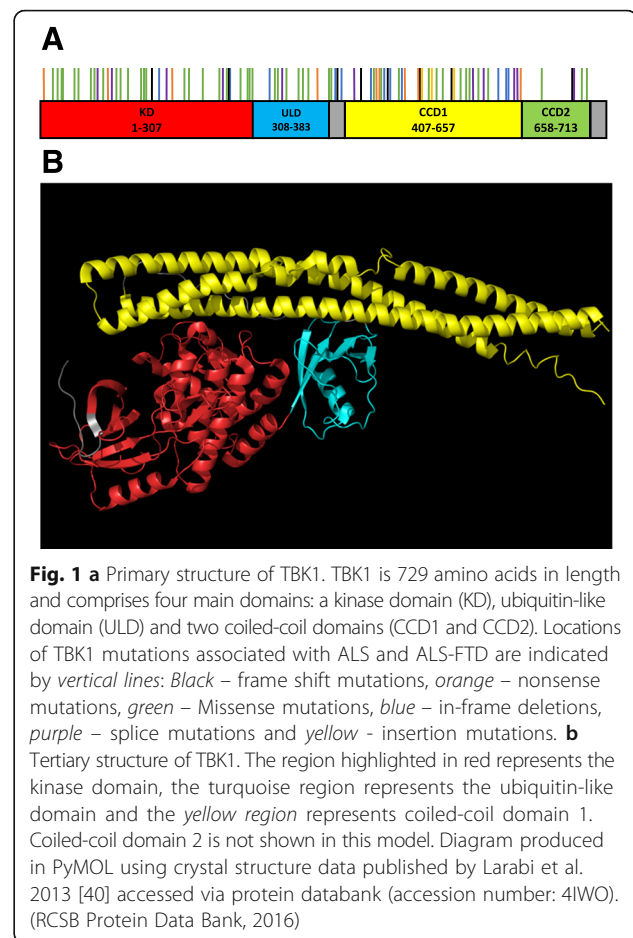 A
KD
1-307
ULD
308-383
CCD1
407-657
CCD2
658-713
B
Fig. 1 a Primary structure of TBK1. TBK1 is 729 amino acids in length
and comprises four main domains: a kinase domain (KD), ubiquitin-like
domain (ULD) and two coiled-coil domains (CCD1 and CCD2). Locations
of TBK1 mutations associated with ALS and ALS-FTD are indicated
by vertical lines: Black – frame shift mutations, orange – nonsense
mutations, green – Missense mutations, blue – in-frame deletions,
purple – splice mutations and yellow - insertion mutations. b
Tertiary structure of TBK1. The region highlighted in red represents the
kinase domain, the turquoise region represents the ubiquitin-like
domain and the yellow region represents coiled-coil domain 1.
Coiled-coil domain 2 is not shown in this model. Diagram produced
in PyMOL using crystal structure data published by Larabi et al.
2013 [40] accessed via protein databank (accession number: 4IWO).
(RCSB Protein Data Bank, 2016)